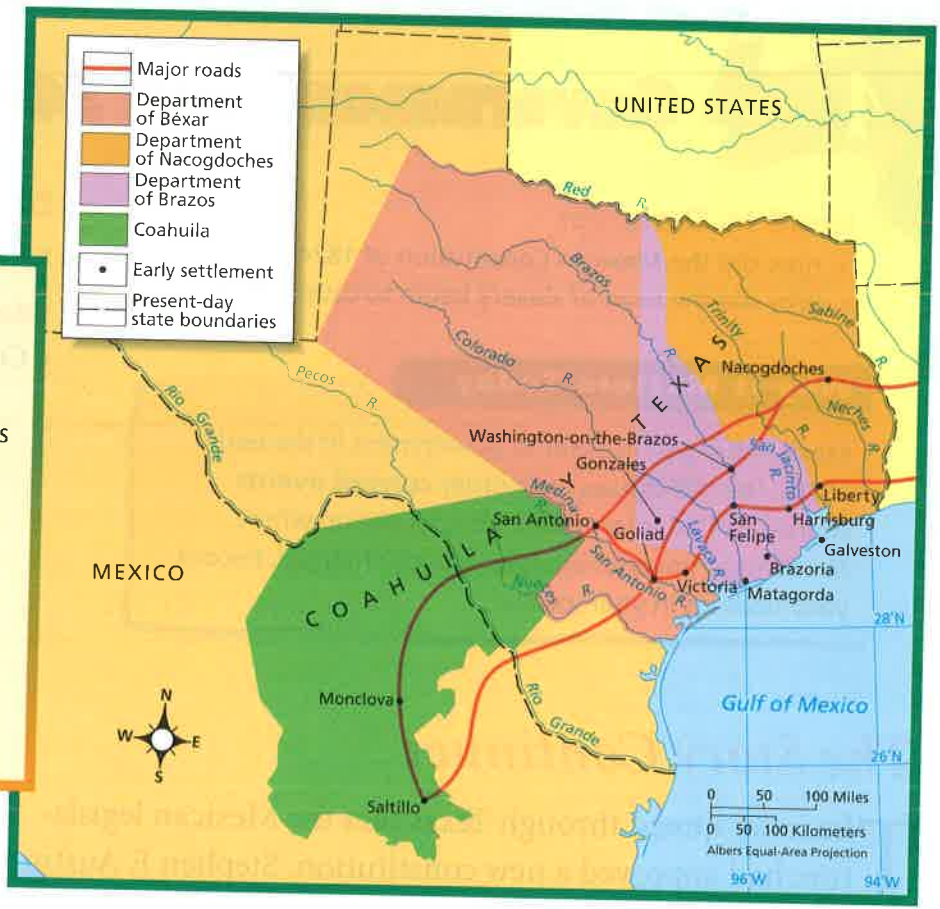 Major roads
Department
of Béxar
Department
of Nacogdoches
Department
of Brazos
Coahuila
Early settlement
Present-day
state boundaries
UNITED STATES
Red
R.
Brazos
R.
Trinity
R.
Sabine
R.
Colorado
R.
Nacogdoches
Neches
R.
Pecos
R.
Rio
Grande
COAHUILA Y TEXAS
Washington-on-the-Brazos
San Jacinto
R.
Gonzales
Medina
R.
Liberty
San Antonio
Goliad
San
Felipe
Harrisburg
Galveston
Lavaca R.
San Antonio
R.
Brazoria
MEXICO
Nueces
R.
Victoria
Matagorda
28°N
Monclova
Rio
Grande
Gulf of Mexico
N
W
E
S
26°N
Saltillo
0 50 100 Miles
0 50 100 Kilometers
Albers Equal-Area Projection
96°W
94°W
S